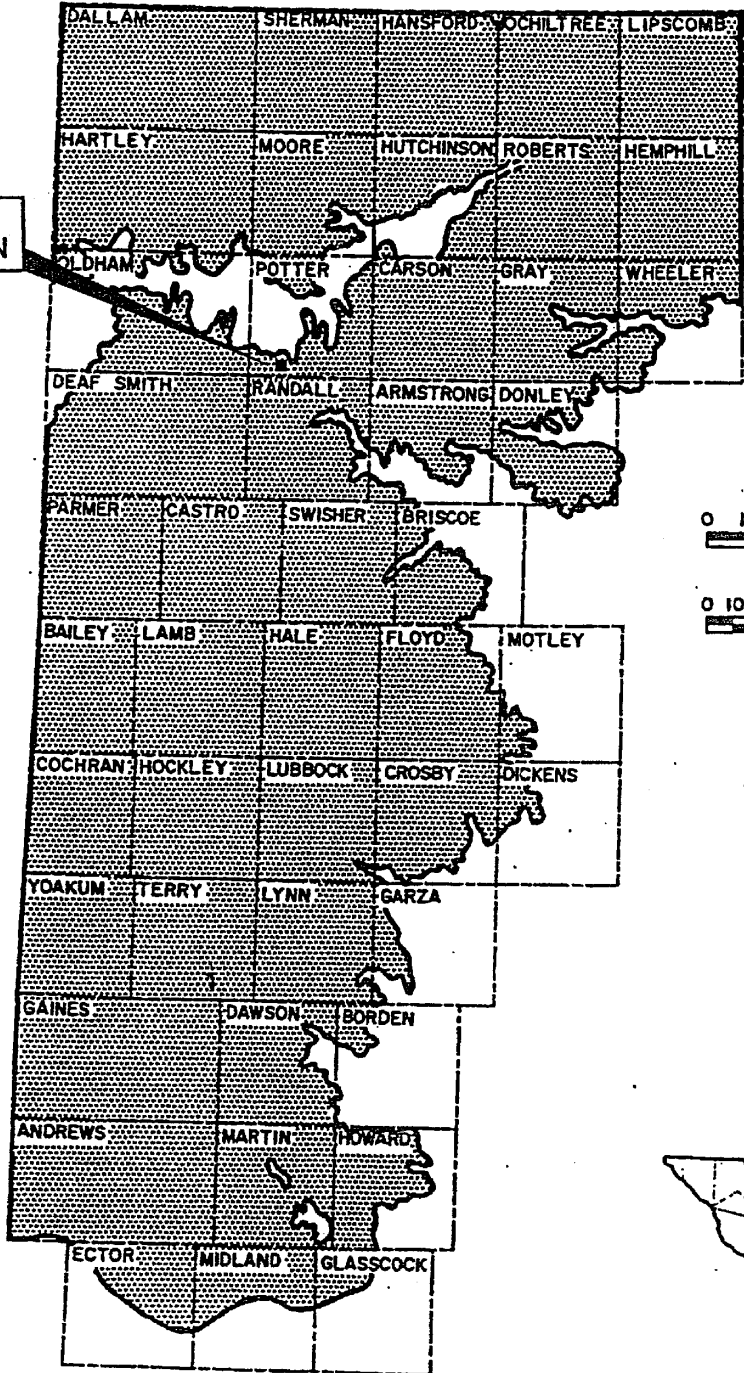 DALLAM SHERMAN HANSFORD OCHILTREE LIPSCOMB
HARTLEY MOORE HUTCHINSON ROBERTS HEMPHILL
N
OLDHAM POTTER CARSON GRAY WHEELER
DEAF SMITH RANDALL ARMSTRONG DONLEY
PARMER CASTRO SWISHER BRISCOE
0
0 10
BAILEY LAMB HALE FLOYD MOTLEY
COCHRAN HOCKLEY LUBBOCK CROSBY DICKENS
YOAKUM TERRY LYNN GARZA
GAINES DAWSON BORDEN
ANDREWS MARTIN HOWARD
ECTOR MIDLAND GLASSCOCK